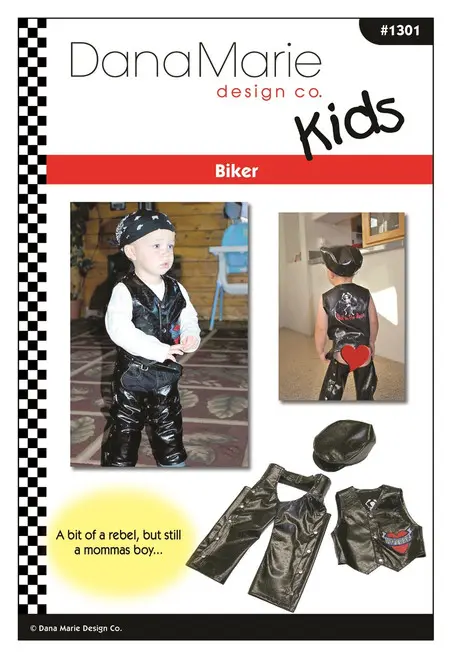 #1301
DanaMarie
design co.
Kids
Biker
A bit of a rebel, but still
a mommas boy...
© Dana Marie Design Co.